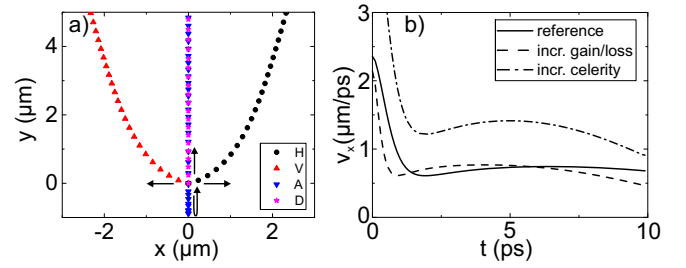 a)
y (µm)
4
2
0
-2
0
2
x (µm)
H
V
A
D
b)
reference
incr. gain/loss
incr. celerity
vₓ(µm/ps)
3
2
1
0
0
5
10
t (ps)